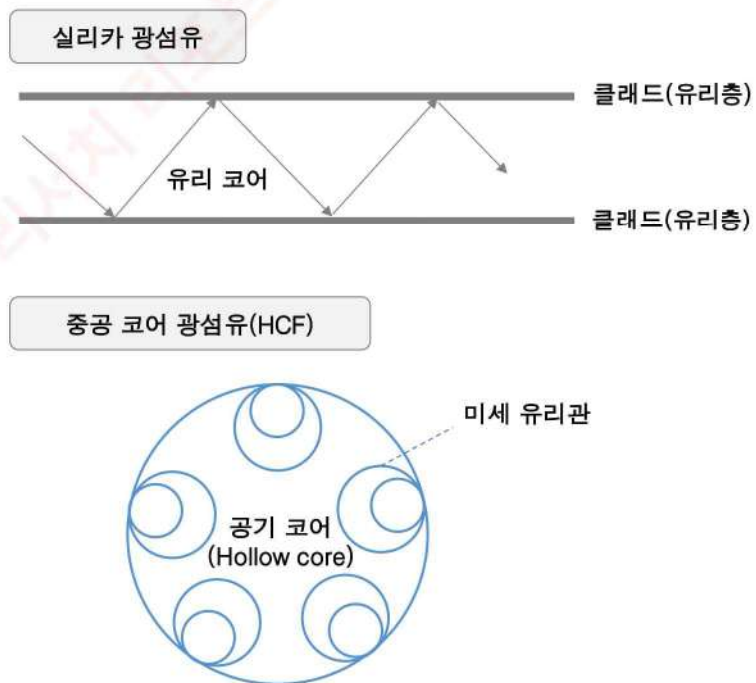 실리카 광섬유
클래드(유리층)
유리 코어
클래드(유리층)
중공 코어 광섬유(HCF)
미세 유리관
공기 코어
(Hollow core)